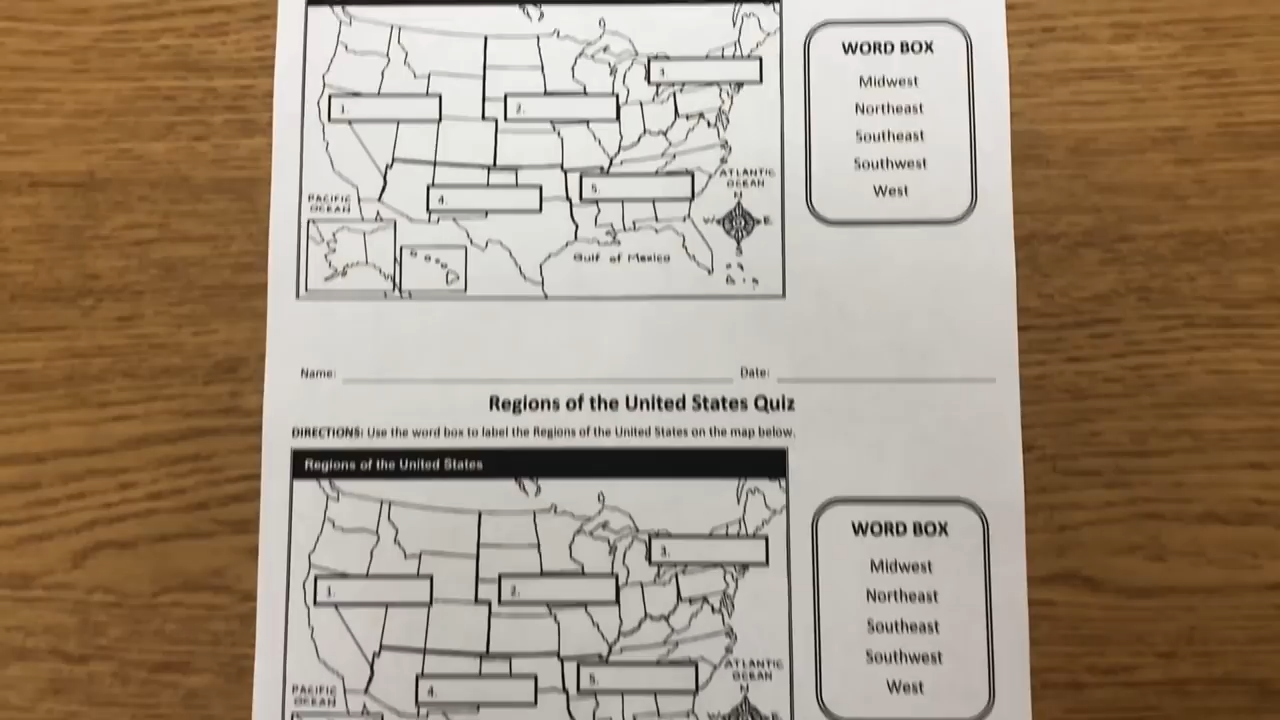 WORD BOX
Midwest
Northeast
Southeast
Southwest
West
3.
1.
2.
5.
4.
ATLANTIC
OCEAN
N
W E
S
PACIFIC
OCEAN
Gulf of Mexico
Name: Date:
Regions of the United States Quiz
DIRECTIONS: Use the word box to label the Regions of the United States on the map below.
Regions of the United States
WORD BOX
Midwest
Northeast
Southeast
Southwest
West
3.
1.
2.
5.
4.
ATLANTIC
OCEAN
N
W E
PACIFIC
OCEAN